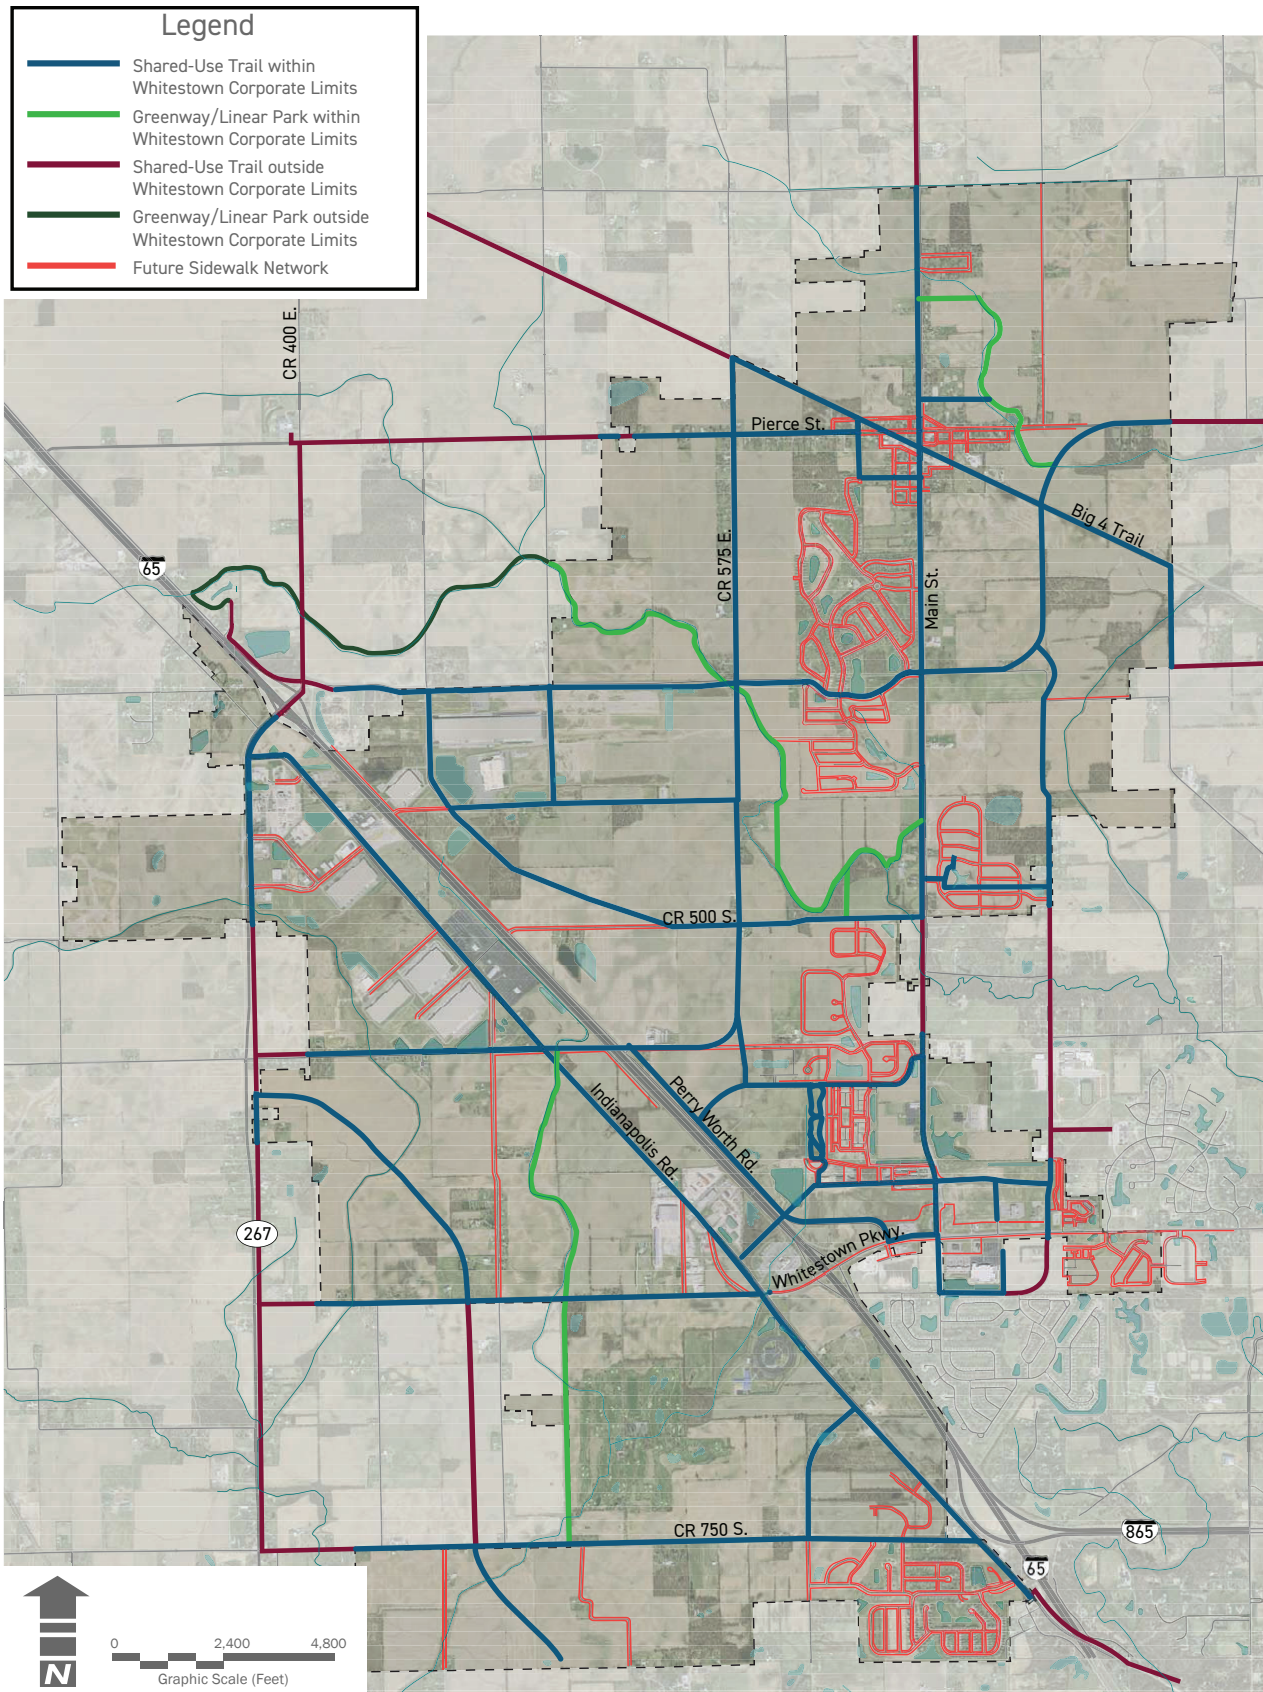 Legend
Shared-Use Trail within
Whitestown Corporate Limits
Greenway/Linear Park within
Whitestown Corporate Limits
Shared-Use Trail outside
Whitestown Corporate Limits
Greenway/Linear Park outside
Whitestown Corporate Limits
Future Sidewalk Network
CR 400 E.
Pierce St.
Big 4 Trail
CR 575 E.
65
Main St.
CR 500 S.
Perry Worth Rd.
Indianapolis Rd.
267
Whitestown Pkwy.
CR 750 S.
865
65
0 2,400 4,800
Graphic Scale (Feet)
N